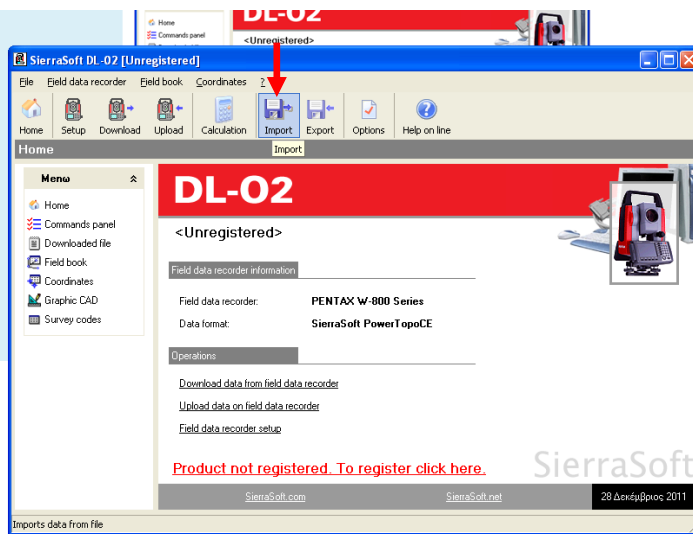 Home
Commands panel
DL-02
<Unregistered>
SierraSoft DL-02 [Unregistered]
File Field data recorder Field book Coordinates ?
Home Setup Download Upload Calculation Import Export Options Help on line
Home
Import
Menu
Home
Commands panel
Downloaded file
Field book
Coordinates
Graphic CAD
Survey codes
DL-02
<Unregistered>
Field data recorder information
Field data recorder: PENTAX W-800 Series
Data format: SierraSoft PowerTopoCE
Operations
Download data from field data recorder
Upload data on field data recorder
Field data recorder setup
Product not registered. To register click here.
SierraSoft
SierraSoft.com SierraSoft.net 28 Δεκέμβριος 2011
Imports data from file